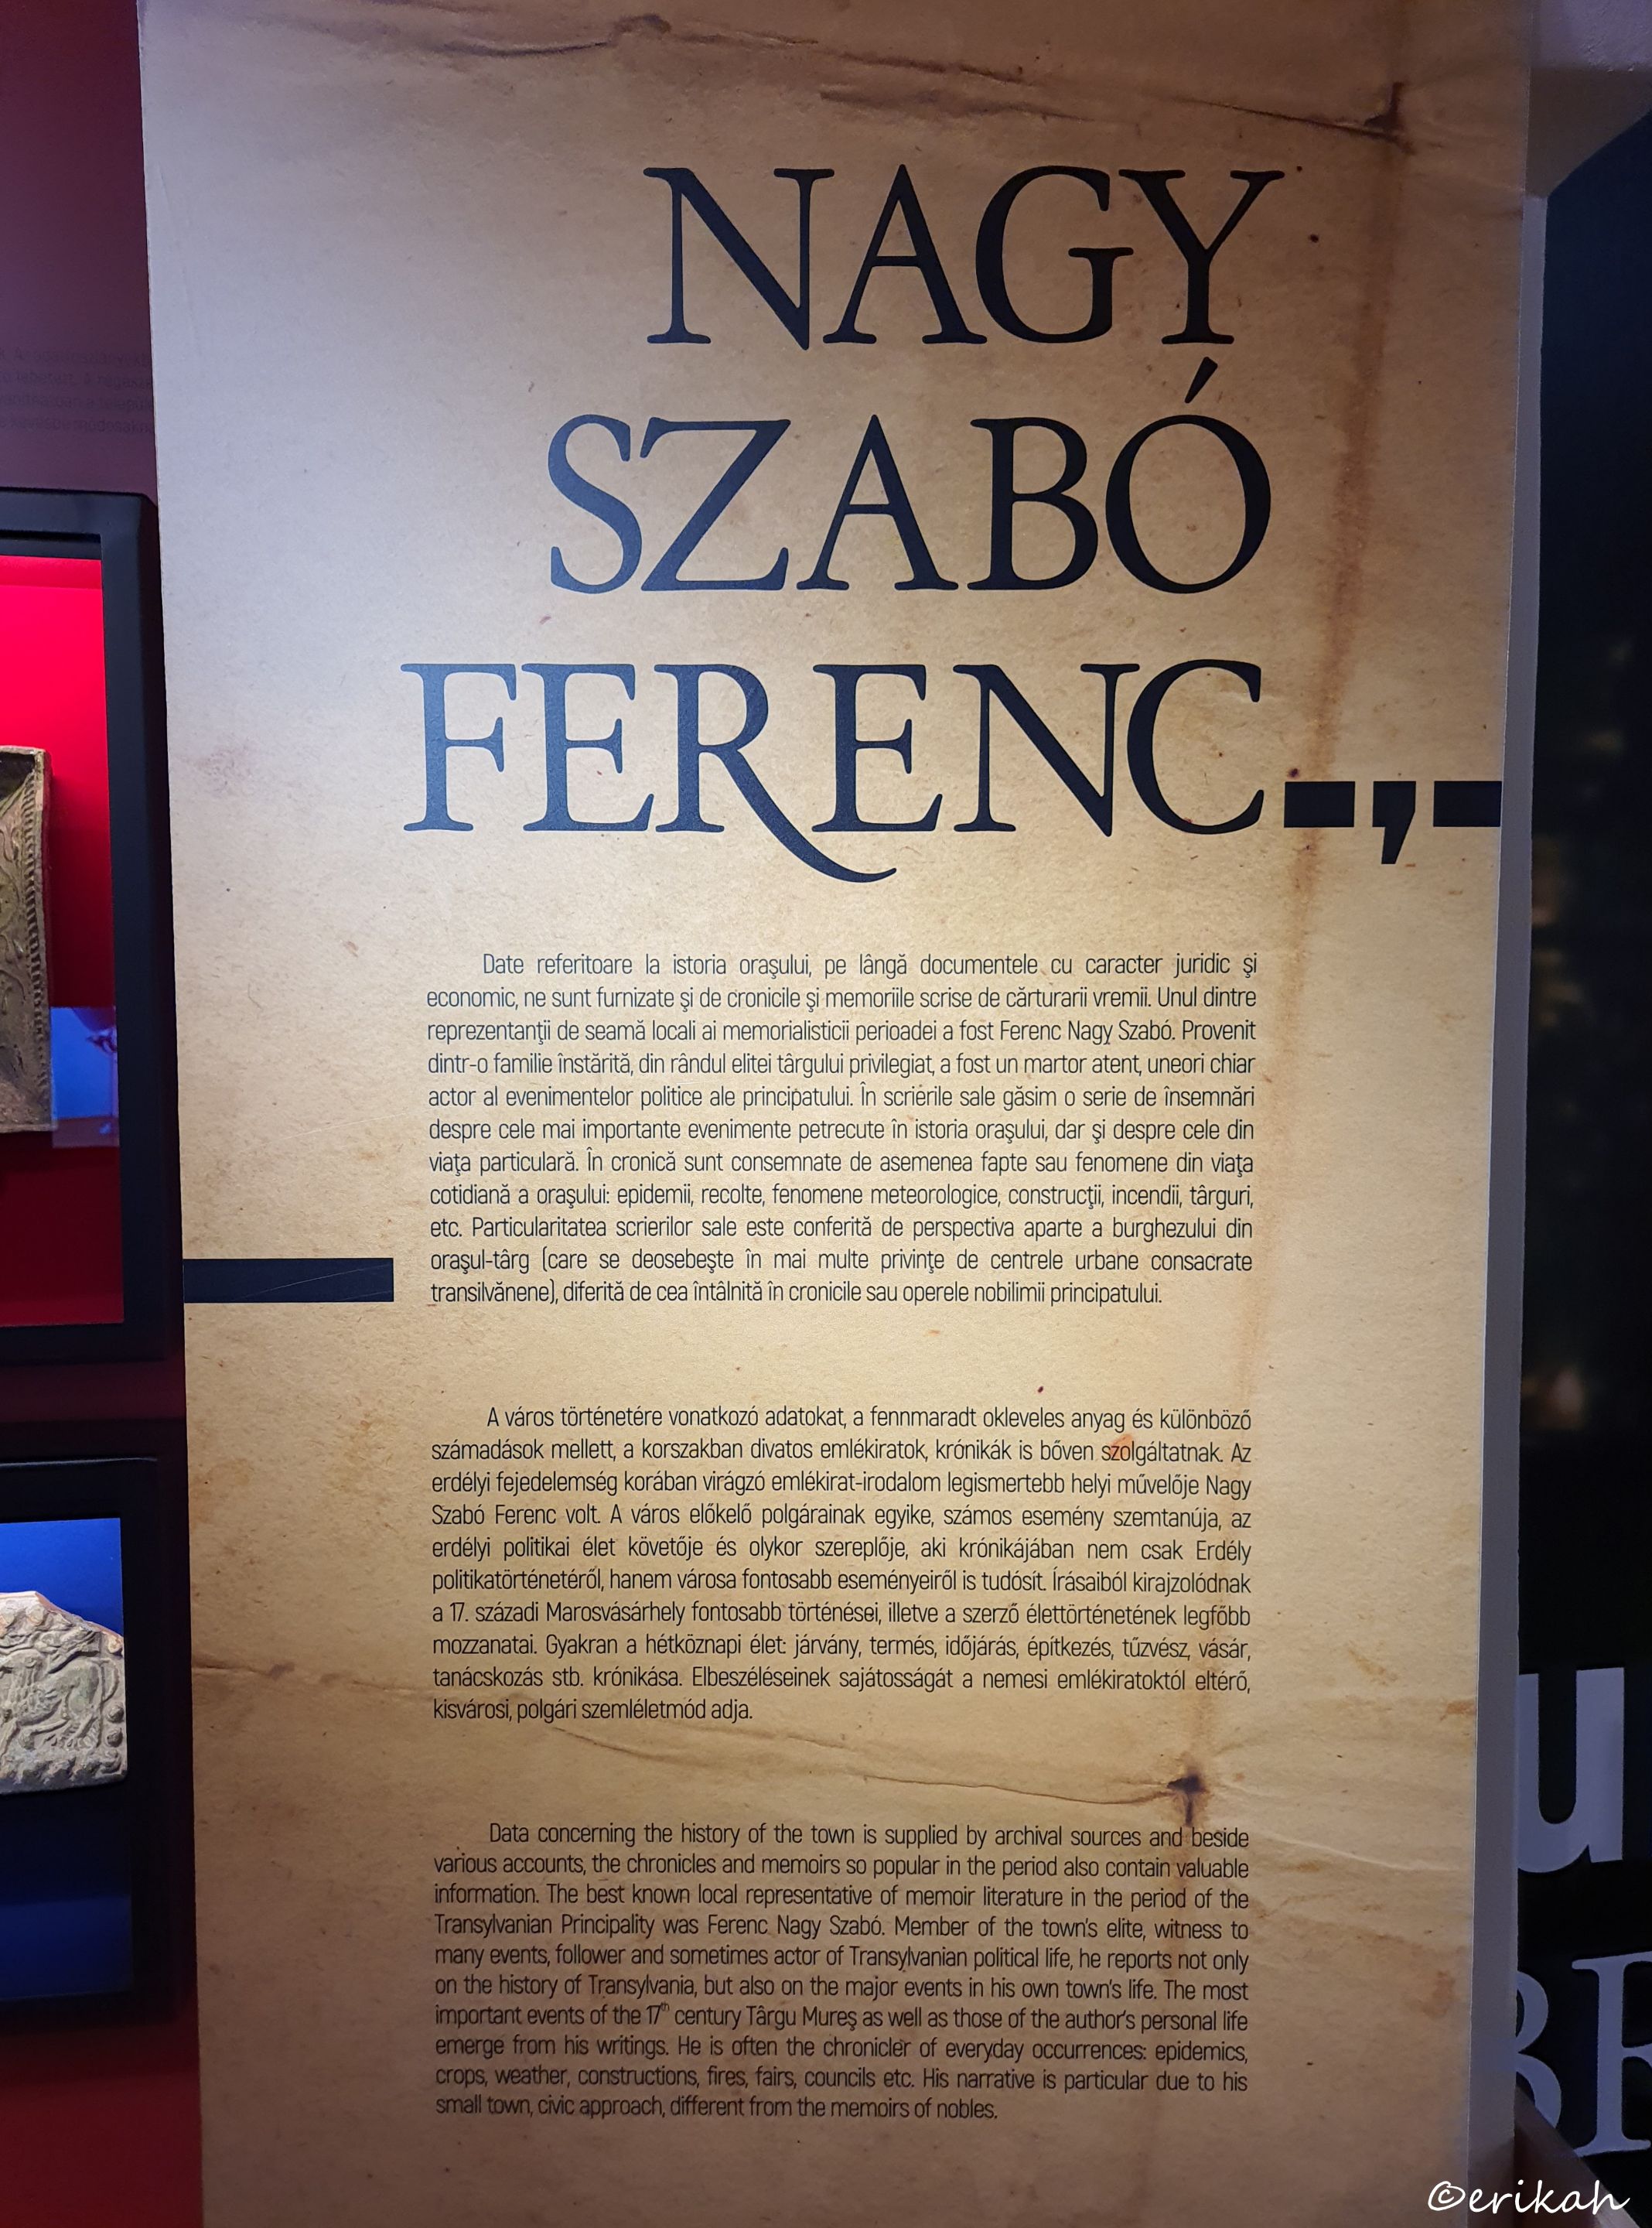 NAGY
SZABÓ
FERENC-,-
Date referitoare la istoria oraşului, pe lângă documentele cu caracter juridic şi
economic, ne sunt furnizate şi de cronicile şi memoriile scrise de cărturarii vremii. Unul dintre
reprezentanţii de seamă locali ai memorialisticii perioadei a fost Ferenc Nagy Szabó. Provenit
dintr-o familie înstărită, din rândul elitei târgului privilegiat, a fost un martor atent, uneori chiar
actor al evenimentelor politice ale principatului. În scrierile sale găsim o serie de însemnări
despre cele mai importante evenimente petrecute în istoria oraşului, dar şi despre cele din
viaţa particulară. În cronică sunt consemnate de asemenea fapte sau fenomene din viaţa
cotidiană a oraşului: epidemii, recolte, fenomene meteorologice, construcţii, incendii, târguri,
etc. Particularitatea scrierilor sale este conferită de perspectiva aparte a burghezului din
oraşul-târg (care se deosebeşte în mai multe privinţe de centrele urbane consacrate
transilvănene), diferită de cea întâlnită în cronicile sau operele nobilimii principatului.
A város történetére vonatkozó adatokat, a fennmaradt okleveles anyag és különböző
számadások mellett, a korszakban divatos emlékiratok, krónikák is bőven szolgáltatnak. Az
erdélyi fejedelemség korában virágzó emlékirat-irodalom legismertebb helyi művelője Nagy
Szabó Ferenc volt. A város előkelő polgárainak egyike, számos esemény szemtanúja, az
erdélyi politikai élet követője és olykor szereplője, aki krónikájában nem csak Erdély
politikatörténetéről, hanem városa fontosabb eseményeiről is tudósít. Írásaiból kirajzolódnak
a 17. századi Marosvásárhely fontosabb történései, illetve a szerző élettörténetének legfőbb
mozzanatai. Gyakran a hétköznapi élet: járvány, termés, időjárás, építkezés, tűzvész, vásár,
tanácskozás stb. krónikása. Elbeszéléseinek sajátosságát a nemesi emlékiratoktól eltérő,
kisvárosi, polgári szemléletmód adja.
Data concerning the history of the town is supplied by archival sources and beside
various accounts, the chronicles and memoirs so popular in the period also contain valuable
information. The best known local representative of memoir literature in the period of the
Transylvanian Principality was Ferenc Nagy Szabó. Member of the town's elite, witness to
many events, follower and sometimes actor of Transylvanian political life, he reports not only
on the history of Transylvania, but also on the major events in his own town's life. The most
important events of the 17th century Târgu Mureş as well as those of the author's personal life
emerge from his writings. He is often the chronicler of everyday occurrences: epidemics,
crops, weather, constructions, fires, fairs, councils etc. His narrative is particular due to his
small town, civic approach, different from the memoirs of nobles.
©erikah